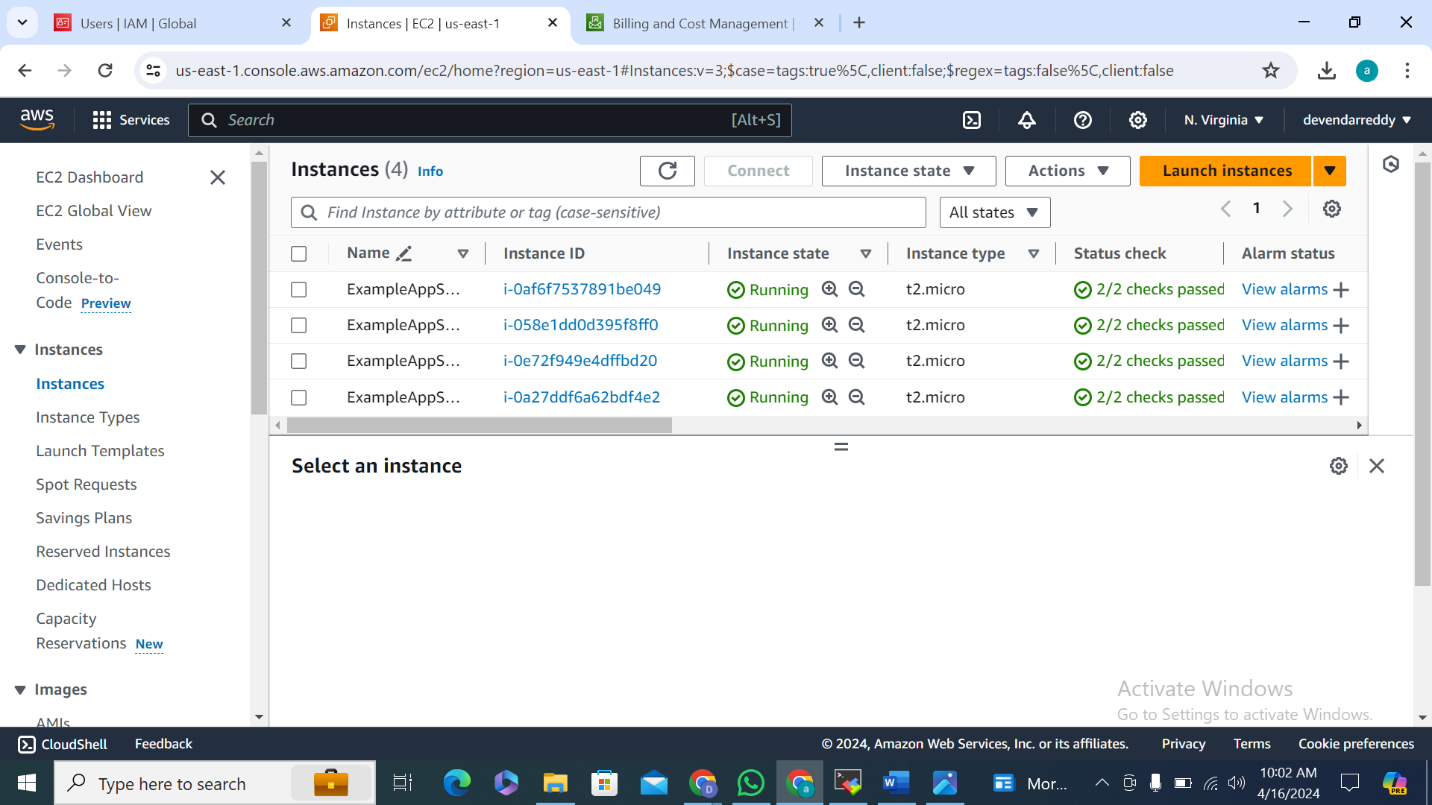 Users | IAM | Global
Instances | EC2 | us-east-1
Billing and Cost Management |
us-east-1.console.aws.amazon.com/ec2/home?region=us-east-1#Instances:v=3;$case=tags:true%5C,client:false;$regex=tags:false%5C,client:false
a
aws
Services
Search
[Alt+S]
N. Virginia
devendarreddy
EC2 Dashboard
EC2 Global View
Events
Console-to-
Code Preview
Instances
Instances
Instance Types
Launch Templates
Spot Requests
Savings Plans
Reserved Instances
Dedicated Hosts
Capacity
Reservations New
Images
AMIs
Instances (4) Info
Connect
Instance state
Actions
Launch instances
Find Instance by attribute or tag (case-sensitive)
All states
1
Name Instance ID Instance state Instance type Status check Alarm status
ExampleAppS... i-0af6f7537891be049 Running t2.micro 2/2 checks passed View alarms
ExampleAppS... i-058e1dd0d395f8ff0 Running t2.micro 2/2 checks passed View alarms
ExampleAppS... i-0e72f949e4dffbd20 Running t2.micro 2/2 checks passed View alarms
ExampleAppS... i-0a27ddf6a62bdf4e2 Running t2.micro 2/2 checks passed View alarms
Select an instance
Activate Windows
Go to Settings to activate Windows.
CloudShell
Feedback
© 2024, Amazon Web Services, Inc. or its affiliates.
Privacy
Terms
Cookie preferences
Type here to search
D
a
W
Mor...
10:02 AM
4/16/2024
PRE